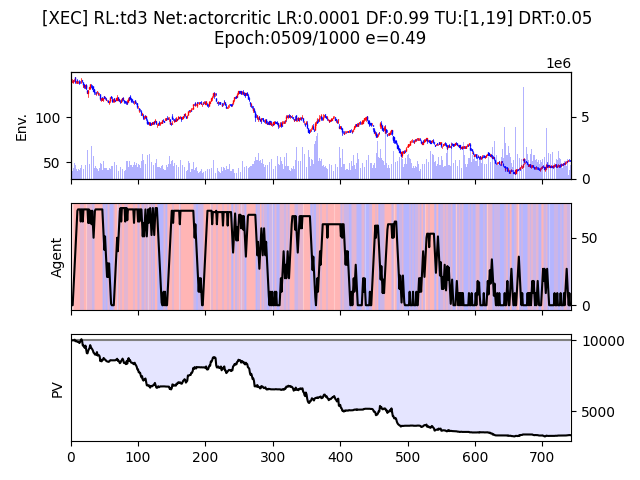 [XEC] RL:td3 Net:actorcritic LR:0.0001 DF:0.99 TU:[1,19] DRT:0.05
Epoch:0509/1000 e=0.49
1e6
Env.
100
50
5
0
Agent
50
0
PV
10000
5000
0 100 200 300 400 500 600 700